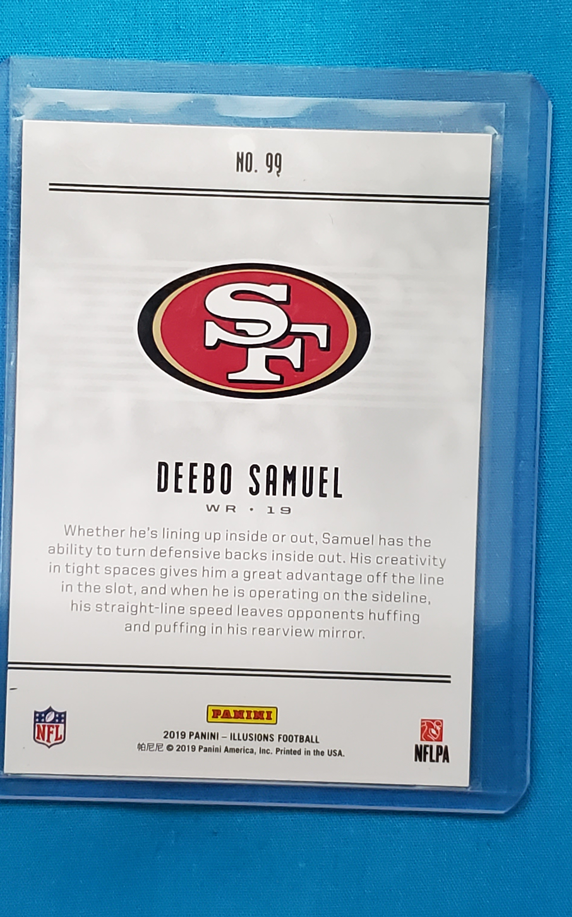 NO. 99
SF
DEEBO SAMUEL
WR • 19
Whether he's lining up inside or out, Samuel has the
ability to turn defensive backs inside out. His creativity
in tight spaces gives him a great advantage off the line
in the slot, and when he is operating on the sideline,
his straight-line speed leaves opponents huffing
and puffing in his rearview mirror.
PANINI
NFL
2019 PANINI – ILLUSIONS FOOTBALL
帕尼尼 © 2019 Panini America, Inc. Printed in the USA.
NFLPA